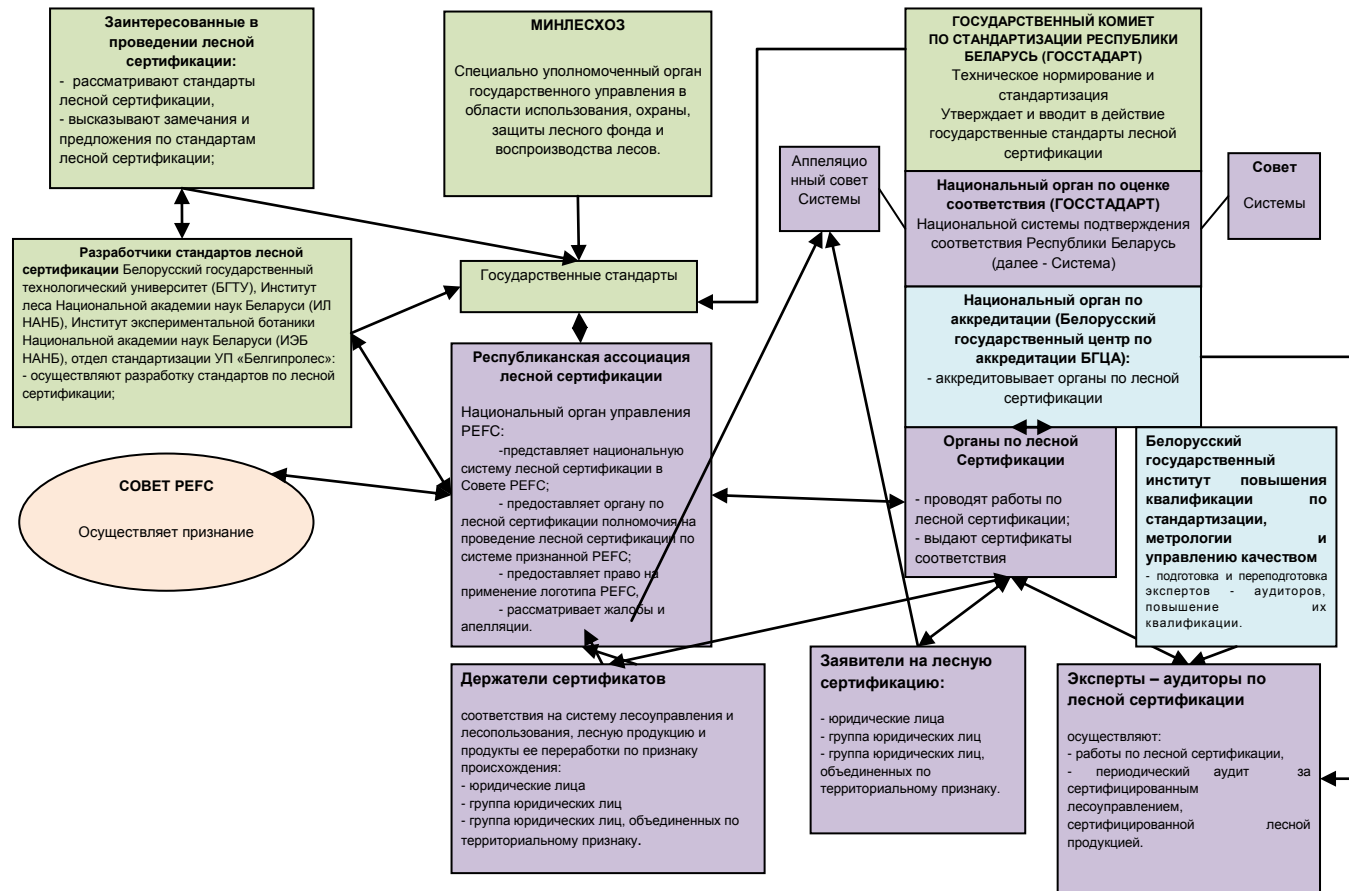 Заинтересованные в
проведении лесной
сертификации:
- рассматривают стандарты
лесной сертификации,
- высказывают замечания и
предложения по стандартам
лесной сертификации;
МИНЛЕСХОЗ
Специально уполномоченный орган
государственного управления в
области использования, охраны,
защиты лесного фонда и
воспроизводства лесов.
ГОСУДАРСТВЕННЫЙ КОМИЕТ
ПО СТАНДАРТИЗАЦИИ РЕСПУБЛИКИ
БЕЛАРУСЬ (ГОССТАДАРТ)
Техническое нормирование и
стандартизация
Утверждает и вводит в действие
государственные стандарты лесной
сертификации
Аппеляцио
нный совет
Системы
Национальный орган по оценке
соответствия (ГОССТАДАРТ)
Национальной системы подтверждения
соответствия Республики Беларусь
(далее - Система)
Совет
Системы
Разработчики стандартов лесной
сертификации Белорусский государственный
технологический университет (БГТУ), Институт
леса Национальной академии наук Беларуси (ИЛ
НАНБ), Институт экспериментальной ботаники
Национальной академии наук Беларуси (ИЭБ
НАНБ), отдел стандартизации УП «Белгипролес»:
- осуществляют разработку стандартов по лесной
сертификации;
Государственные стандарты
Национальный орган по
аккредитации (Белорусский
государственный центр по
аккредитации БГЦА):
- аккредитовывает органы по лесной
сертификации
Республиканская ассоциация
лесной сертификации
Национальный орган управления
PEFC:
-представляет национальную
систему лесной сертификации в
Совете PEFC;
- предоставляет органу по
лесной сертификации полномочия на
проведение лесной сертификации по
системе признанной PEFC;
- предоставляет право на
применение логотипа PEFC,
- рассматривает жалобы и
апелляции.
Органы по лесной
Сертификации
- проводят работы по
лесной сертификации;
- выдают сертификаты
соответствия
Белорусский
государственный
институт повышения
квалификации по
стандартизации,
метрологии и
управлению качеством
- подготовка и переподготовка
экспертов - аудиторов,
повышение их
квалификации.
СОВЕТ PEFC
Осуществляет признание
Держатели сертификатов
соответствия на систему лесоуправления и
лесопользования, лесную продукцию и
продукты ее переработки по признаку
происхождения:
- юридические лица
- группа юридических лиц
- группа юридических лиц, объединенных по
территориальному признаку.
Заявители на лесную
сертификацию:
- юридические лица
- группа юридических лиц
- группа юридических лиц,
объединенных по
территориальному признаку.
Эксперты – аудиторы по
лесной сертификации
осуществляют:
- работы по лесной сертификации,
- периодический аудит за
сертифицированным
лесоуправлением,
сертифицированной лесной
продукцией.